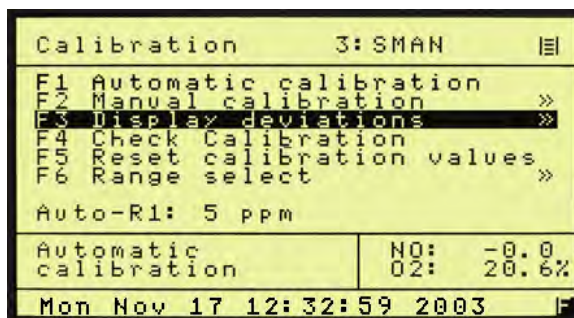 Calibration 3:SMAN
F1 Automatic calibration
F2 Manual calibration »
F3 Display deviations »
F4 Check Calibration
F5 Reset calibration values
F6 Range select »
Auto-R1: 5 ppm
Automatic calibration
NO: -0.0
O2: 20.6%
Mon Nov 17 12:32:59 2003 F